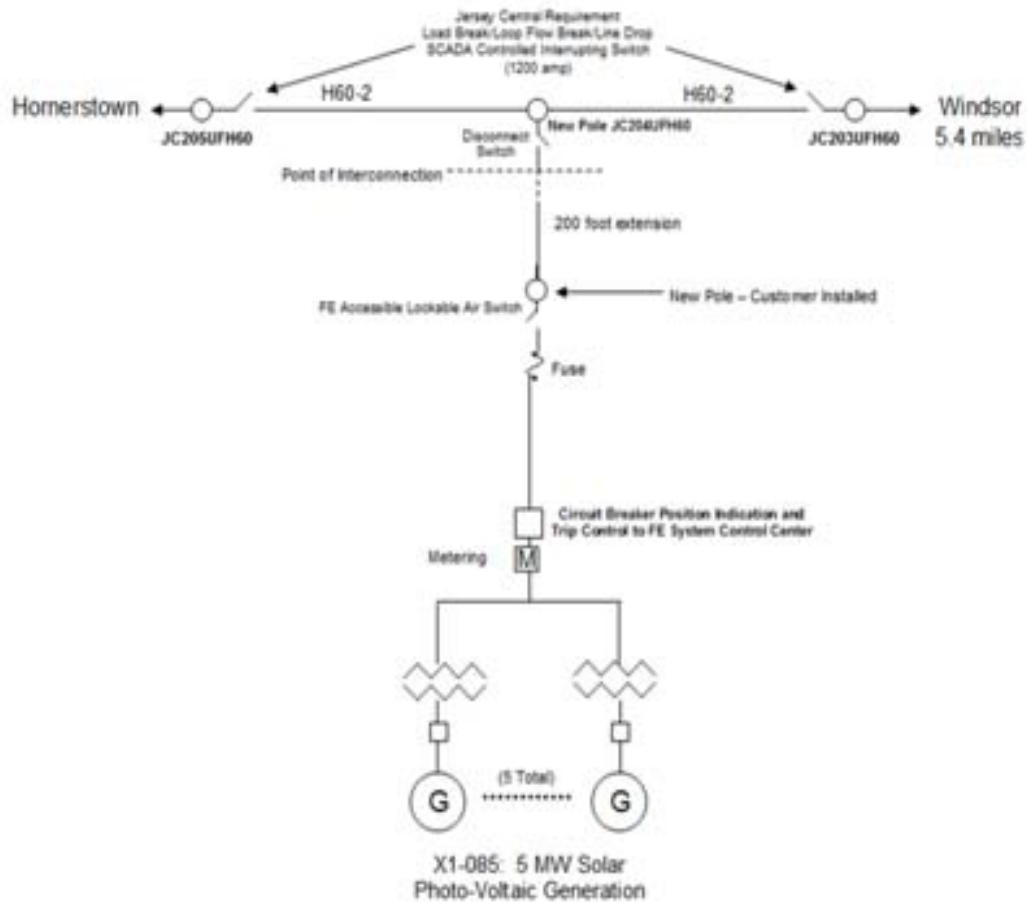 Jersey Central Requirement
Load Break/Loop Flow Break/Line Drop
SCADA Controlled Interrupting Switch
(1200 amp)
Hornerstown
H60-2
H60-2
Windsor
5.4 miles
JC205UFH60
New Pole JC204UFH60
JC203UFH60
Disconnect
Switch
Point of Interconnection
200 foot extension
FE Accessible Lockable Air Switch
New Pole – Customer Installed
Fuse
Circuit Breaker Position Indication and
Trip Control to FE System Control Center
Metering
M
(5 Total)
G
G
X1-085: 5 MW Solar
Photo-Voltaic Generation